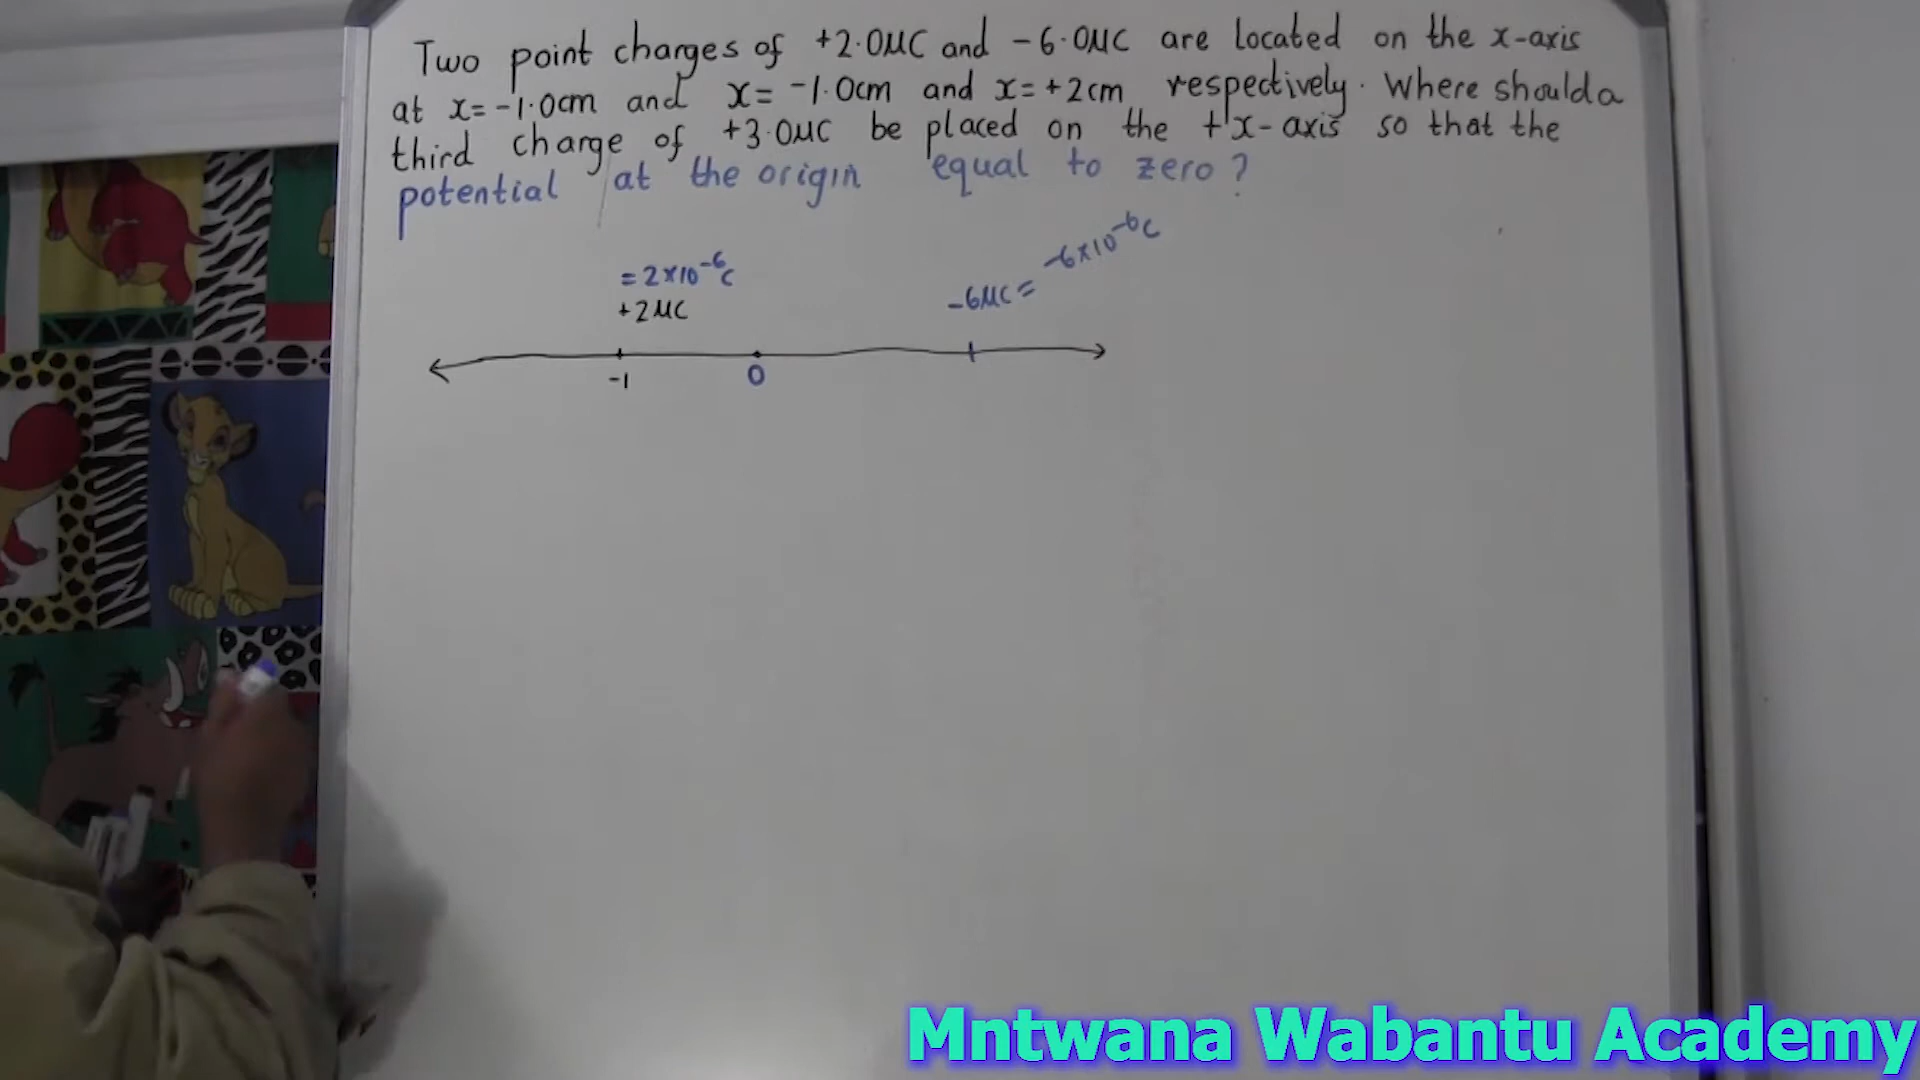 Two point charges of +2.0μC and -6.0μC are located on the x-axis
at x=-1.0cm and x= -1.0cm and x=+2cm respectively. Where should a
third charge of +3.0μC be placed on the +x-axis so that the
potential at the origin equal to zero?
=2×10⁻⁶C
+2μC
-6μC = -6×10⁻⁶C
-1
0
Mntwana Wabantu Academy